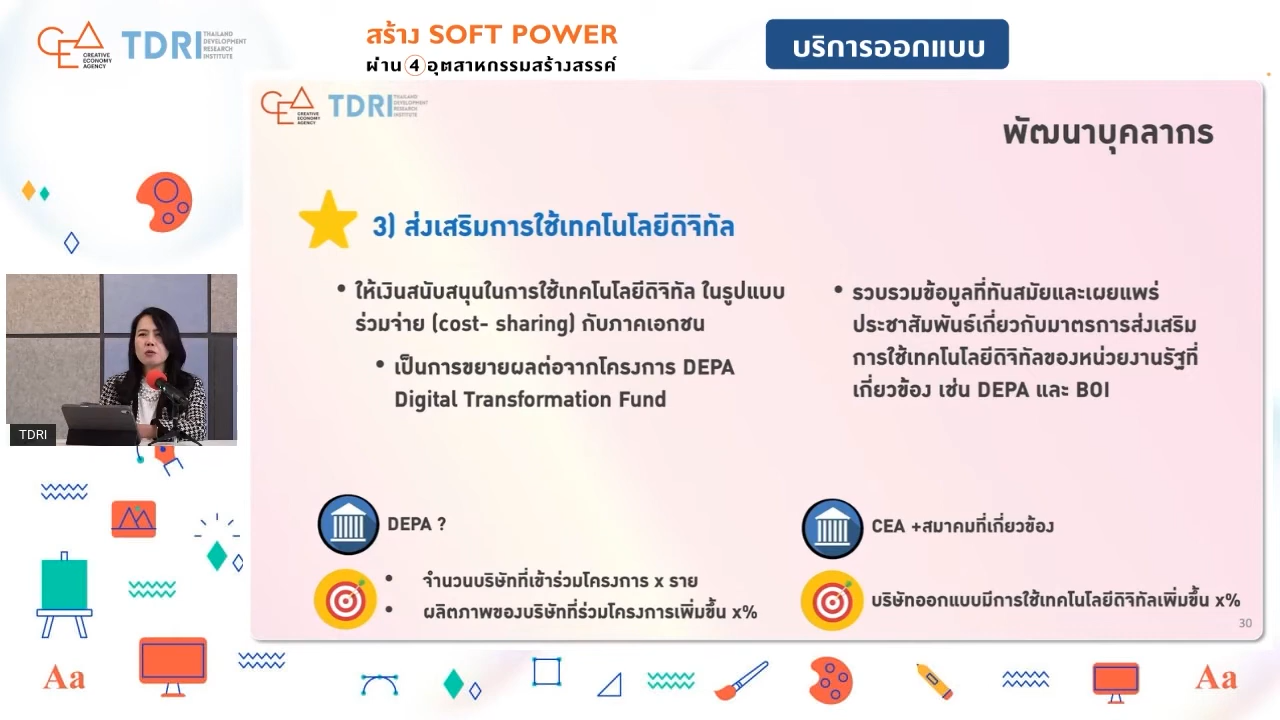 CEA
CREATIVE
ECONOMY
AGENCY
TDRI
THAILAND
DEVELOPMENT
RESEARCH
INSTITUTE
สร้าง SOFT POWER
ผ่าน 4 อุตสาหกรรมสร้างสรรค์
บริการออกแบบ
CEA
CREATIVE
ECONOMY
AGENCY
TDRI
THAILAND
DEVELOPMENT
RESEARCH
INSTITUTE
พัฒนาบุคลากร
3) ส่งเสริมการใช้เทคโนโลยีดิจิทัล
• ให้เงินสนับสนุนในการใช้เทคโนโลยีดิจิทัล ในรูปแบบ
ร่วมจ่าย (cost- sharing) กับภาคเอกชน
• เป็นการขยายผลต่อจากโครงการ DEPA
Digital Transformation Fund
• รวบรวมข้อมูลที่ทันสมัยและเผยแพร่
ประชาสัมพันธ์เกี่ยวกับมาตรการส่งเสริม
การใช้เทคโนโลยีดิจิทัลของหน่วยงานรัฐที่
เกี่ยวข้อง เช่น DEPA และ BOI
DEPA ?
• จำนวนบริษัทที่เข้าร่วมโครงการ x ราย
• ผลิตภาพของบริษัทที่ร่วมโครงการเพิ่มขึ้น x%
CEA +สมาคมที่เกี่ยวข้อง
บริษัทออกแบบมีการใช้เทคโนโลยีดิจิทัลเพิ่มขึ้น x%
30
TDRI
Aa
Aa